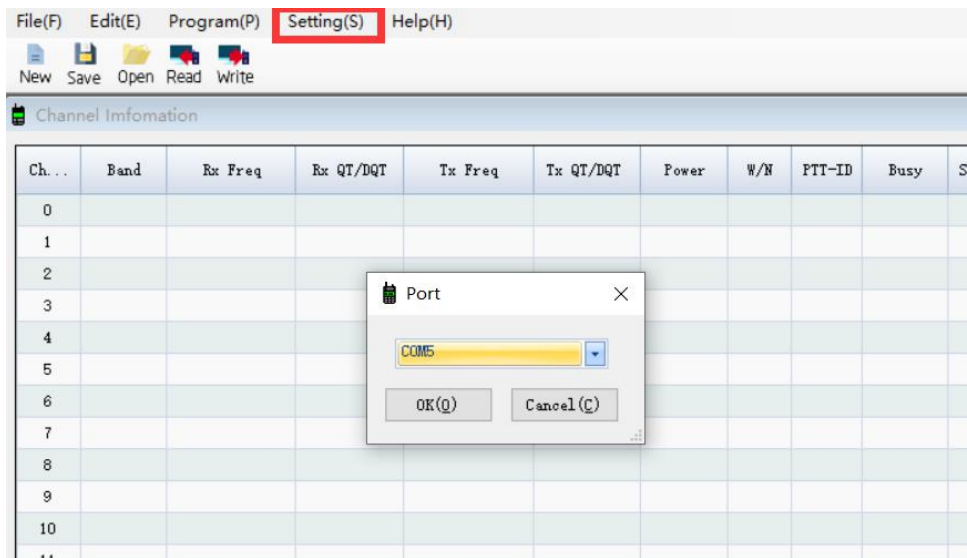 File(F) Edit(E) Program(P) Setting(S) Help(H)
New Save Open Read Write
Channel Imfomation
Ch... Band Rx Freq Rx QT/DQT Tx Freq Tx QT/DQT Power W/N PTT-ID Busy S
0
1
2
3
4
5
6
7
8
9
10
Port
COM5
OK(O) Cancel(C)